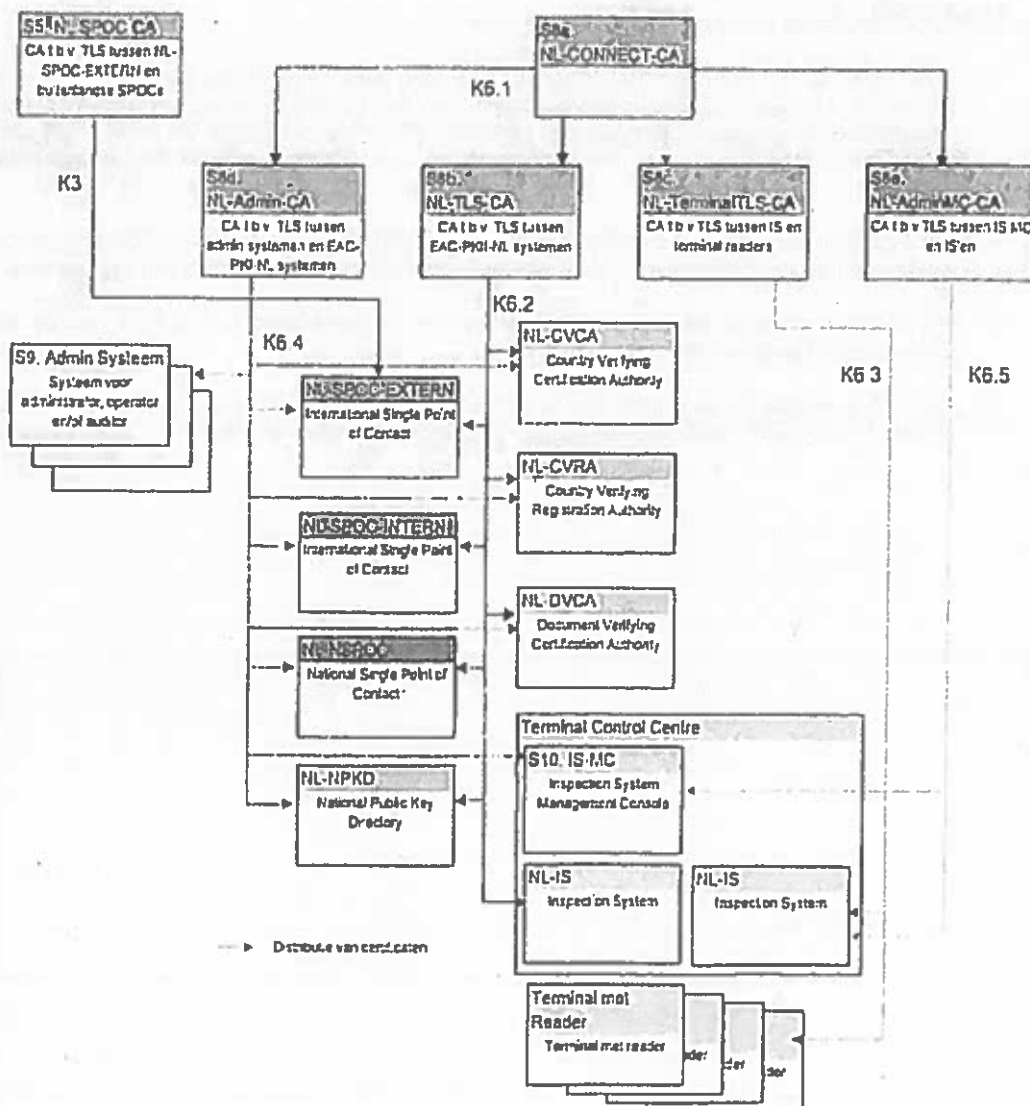 NL-SPOC CA
CA t b v TLS tussen NL-
SPOC-EXTERN en
buitenlandse SPOCs
S8a.
NL-CONNECT-CA
K6.1
K3
S8d.
NL-Admin-CA
CA t b v TLS tussen
admin systemen en EAC-
PKI-NL systemen
S8b.
NL-TLS-CA
CA t b v TLS tussen
EAC-PKI-NL systemen
S8c.
NL-TerminalTLS-CA
CA t b v TLS tussen IS en
terminal readers
S8e.
NL-AdminMC-CA
CA t b v TLS tussen IS MC
en IS'en
K6.4
K6.2
K6 3
K6.5
S9. Admin Systeem
Systeem voor
administrator, operator
en/of auditor
NL-SPOC-EXTERN
International Single Point
of Contact
NL-CVCA
Country Verifying
Certification Authority
NL-CVRA
Country Verifying
Registration Authority
NL-SPOC-INTERN
International Single Point
of Contact
NL-DVCA
Document Verifying
Certification Authority
NL-NSPOC
National Single Point of
Contact
Terminal Control Centre
S10. IS-MC
Inspection System
Management Console
NL-NPKD
National Public Key
Directory
NL-IS
Inspection System
NL-IS
Inspection System
Distributie van certificaten
Terminal met
Reader
Terminal met reader
ader
der
der